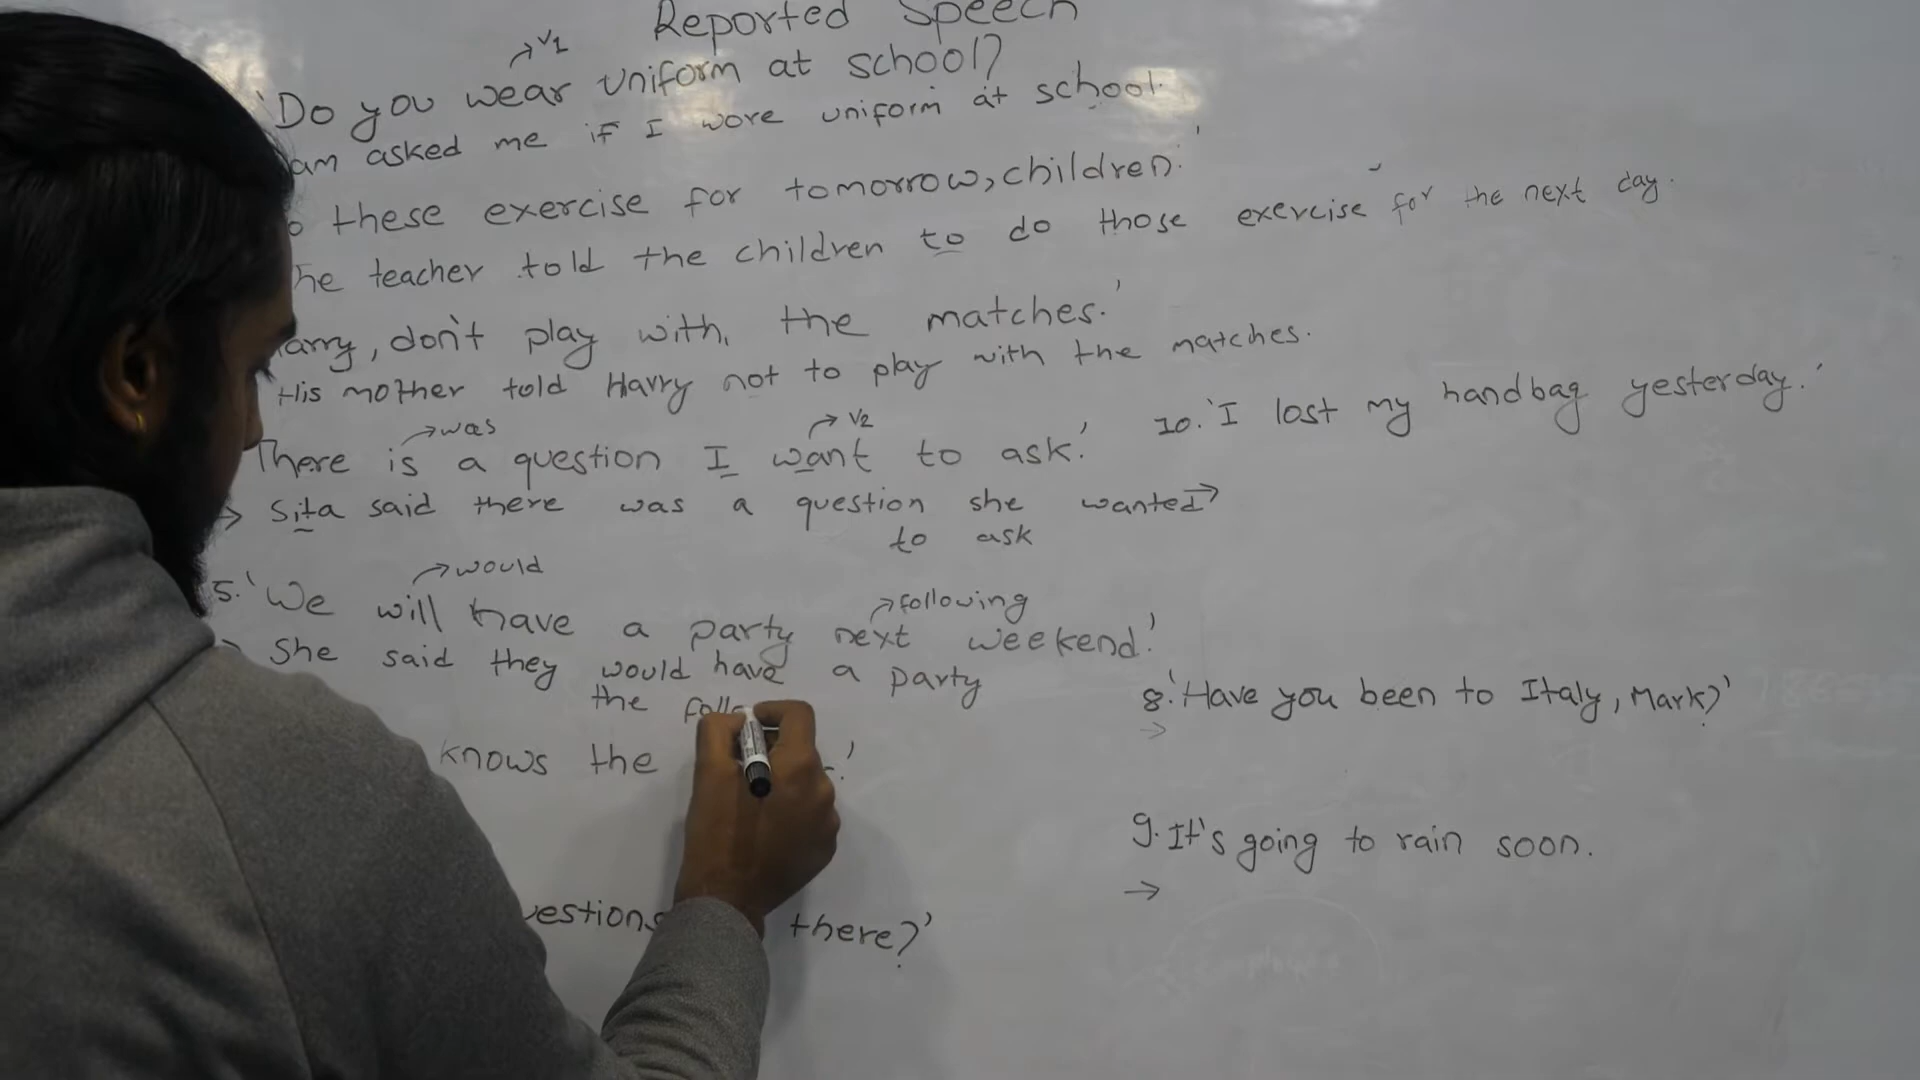 Reported Speech
→V1
'Do you wear uniform at school?
am asked me if I wore uniform at school.
these exercise for tomorrow, children.'
he teacher told the children to do those exercise for the next day.
arry, don't play with, the matches.'
His mother told Harry not to play with the matches.
→was →V2
There is a question I want to ask.'
→ Sita said there was a question she wanted→
to ask
→would
→following
5. 'We will have a party next weekend.'
She said they would have a party
the follo
knows the
uestions there?'
10. 'I lost my handbag yesterday.'
8. 'Have you been to Italy, Mark?'
→
9. It's going to rain soon.
→